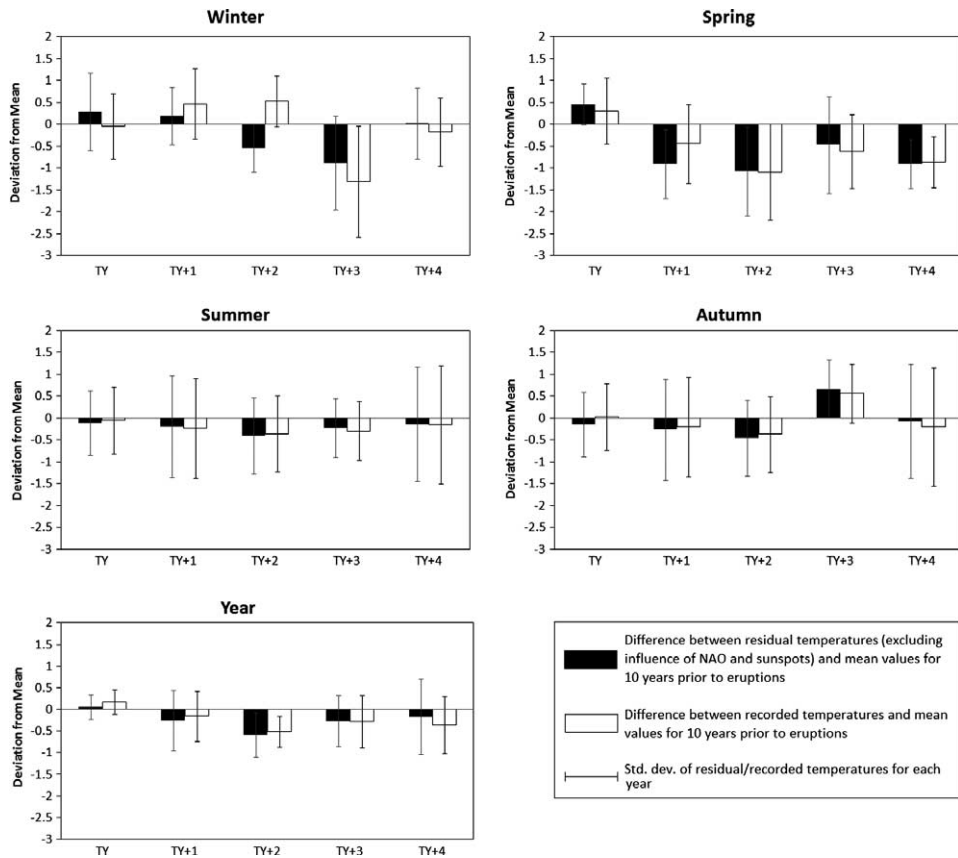 Winter
Deviation from Mean
2
1.5
1
0.5
0
-0.5
-1
-1.5
-2
-2.5
-3
TY TY+1 TY+2 TY+3 TY+4
Spring
Deviation from Mean
2
1.5
1
0.5
0
-0.5
-1
-1.5
-2
-2.5
-3
TY TY+1 TY+2 TY+3 TY+4
Summer
Deviation from Mean
2
1.5
1
0.5
0
-0.5
-1
-1.5
-2
-2.5
-3
TY TY+1 TY+2 TY+3 TY+4
Autumn
Deviation from Mean
2
1.5
1
0.5
0
-0.5
-1
-1.5
-2
-2.5
-3
TY TY+1 TY+2 TY+3 TY+4
Year
Deviation from Mean
2
1.5
1
0.5
0
-0.5
-1
-1.5
-2
-2.5
-3
TY TY+1 TY+2 TY+3 TY+4
Difference between residual temperatures (excluding
influence of NAO and sunspots) and mean values for
10 years prior to eruptions
Difference between recorded temperatures and mean
values for 10 years prior to eruptions
Std. dev. of residual/recorded temperatures for each
year